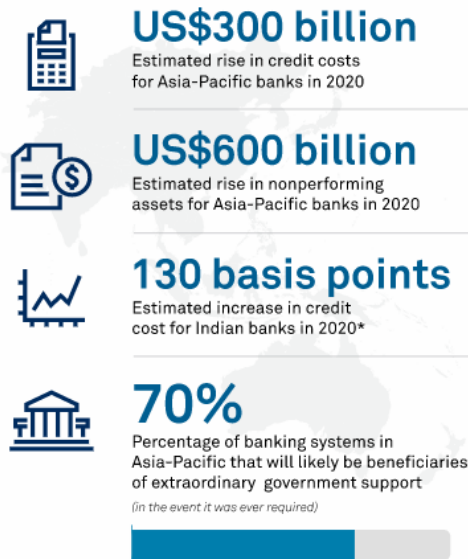 US$300 billion
Estimated rise in credit costs
for Asia-Pacific banks in 2020
US$600 billion
Estimated rise in nonperforming
assets for Asia-Pacific banks in 2020
130 basis points
Estimated increase in credit
cost for Indian banks in 2020*
70%
Percentage of banking systems in
Asia-Pacific that will likely be beneficiaries
of extraordinary government support
(in the event it was ever required)